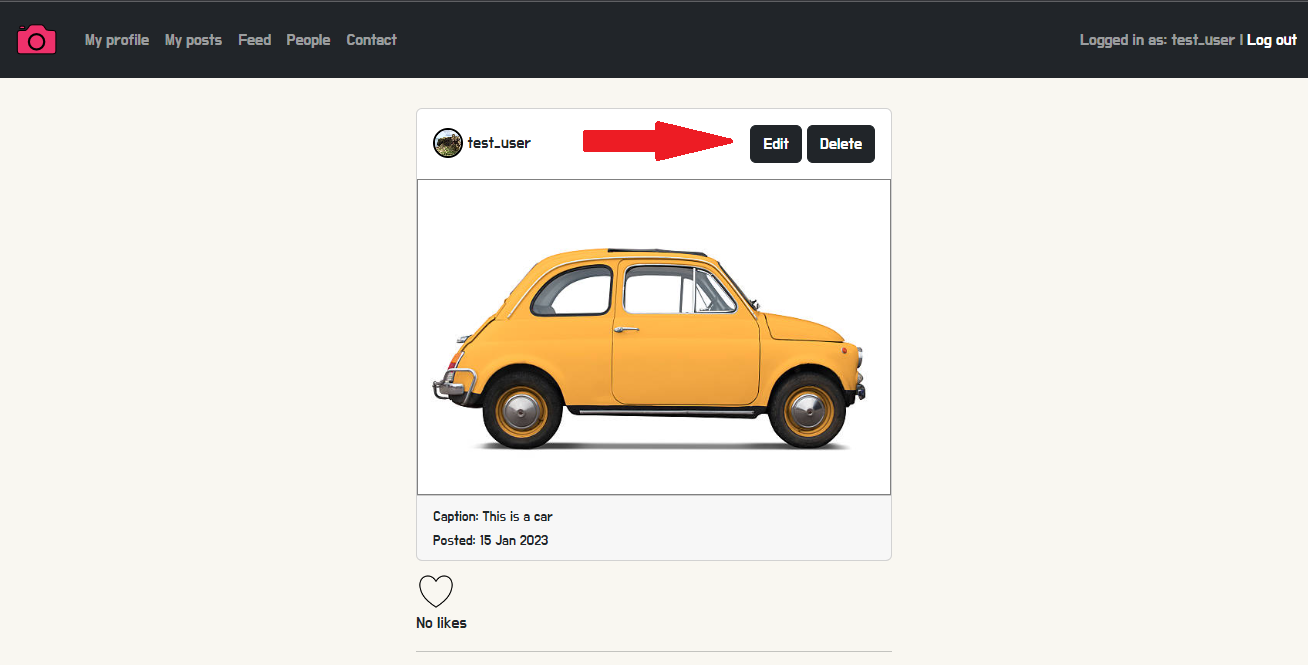 My profile My posts Feed People Contact Logged in as: test_user | Log out
test_user Edit Delete
Caption: This is a car
Posted: 15 Jan 2023
No likes